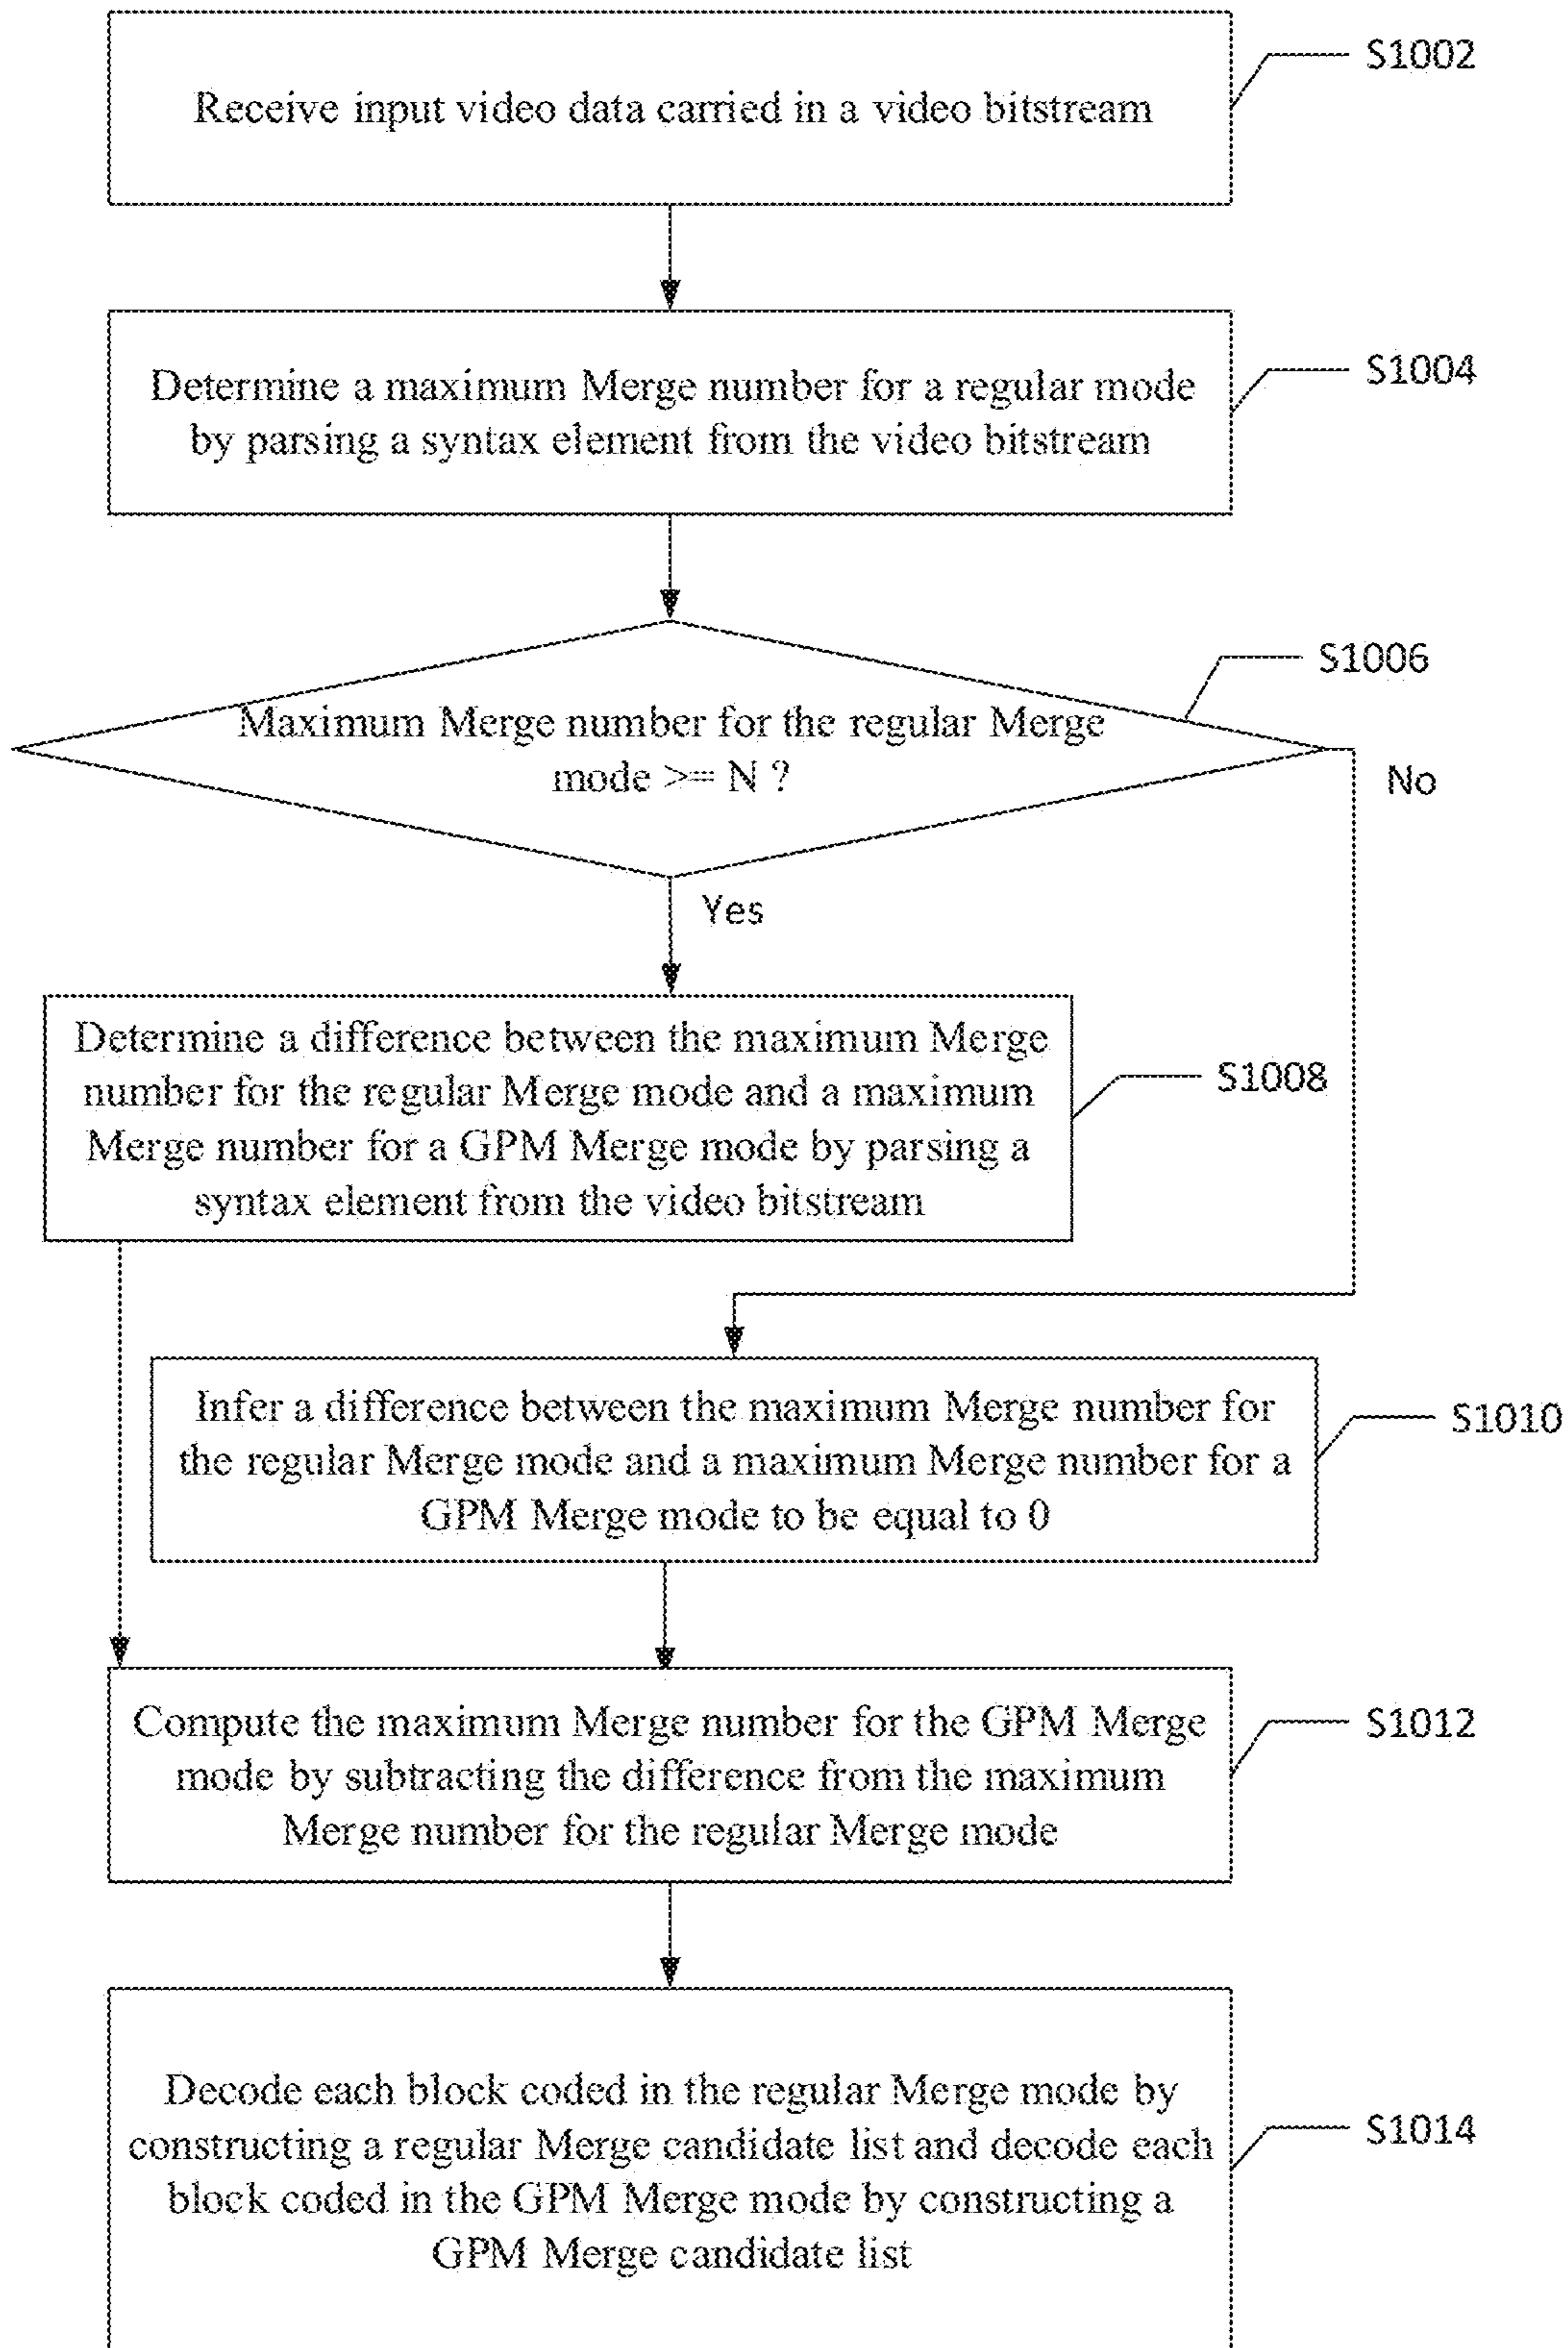 S1002
Receive input video data carried in a video bitstream
S1004
Determine a maximum Merge number for a regular mode
by parsing a syntax element from the video bitstream
S1006
Maximum Merge number for the regular Merge
mode >= N ?
No
Yes
Determine a difference between the maximum Merge
number for the regular Merge mode and a maximum
Merge number for a GPM Merge mode by parsing a
syntax element from the video bitstream
S1008
Infer a difference between the maximum Merge number for
the regular Merge mode and a maximum Merge number for a
GPM Merge mode to be equal to 0
S1010
Compute the maximum Merge number for the GPM Merge
mode by subtracting the difference from the maximum
Merge number for the regular Merge mode
S1012
Decode each block coded in the regular Merge mode by
constructing a regular Merge candidate list and decode each
block coded in the GPM Merge mode by constructing a
GPM Merge candidate list
S1014